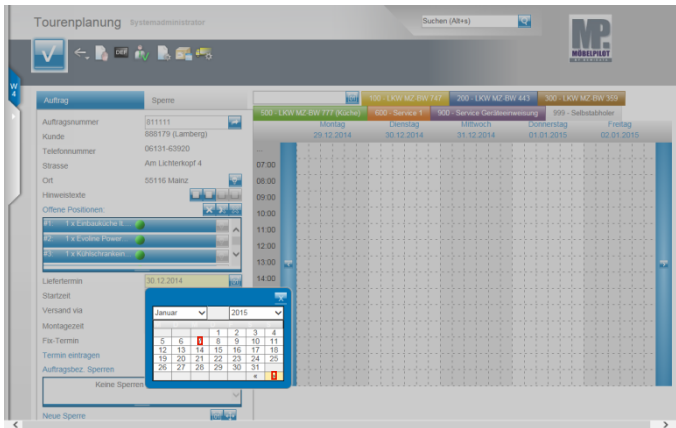 Tourenplanung Systemadministrator
Suchen (Alt+s)
MP.
MÖBELPILOT
DEF
W
4
Auftrag
Sperre
Auftragsnummer
811111
Kunde
888179 (Lamberg)
Telefonnummer
06131-63920
Strasse
Am Lichterkopf 4
Ort
55116 Mainz
Hinweistexte
Offene Positionen:
#1 1 x Einbauküche lt....
#2 1 x Evoline Power...
#3 1 x Kühlschranken...
Liefertermin
30.12.2014
Startzeit
Versand via
Montagezeit
Fix-Termin
Termin eintragen
Auftragsbez. Sperren
Keine Sperren
Neue Sperre
Januar
2015
1 2 3 4
5 6 8 9 10 11
12 13 14 15 16 17 18
19 20 21 22 23 24 25
26 27 28 29 30 31
100 - LKW MZ-BW 747
200 - LKW MZ-BW 443
300 - LKW MZ-BW 359
500 - LKW MZ-BW 777 (Küche)
600 - Service 1
900 - Service Geräteeinweisung
999 - Selbstabholer
Montag
29.12.2014
Dienstag
30.12.2014
Mittwoch
31.12.2014
Donnerstag
01.01.2015
Freitag
02.01.2015
...
07:00
08:00
09:00
10:00
11:00
12:00
13:00
14:00